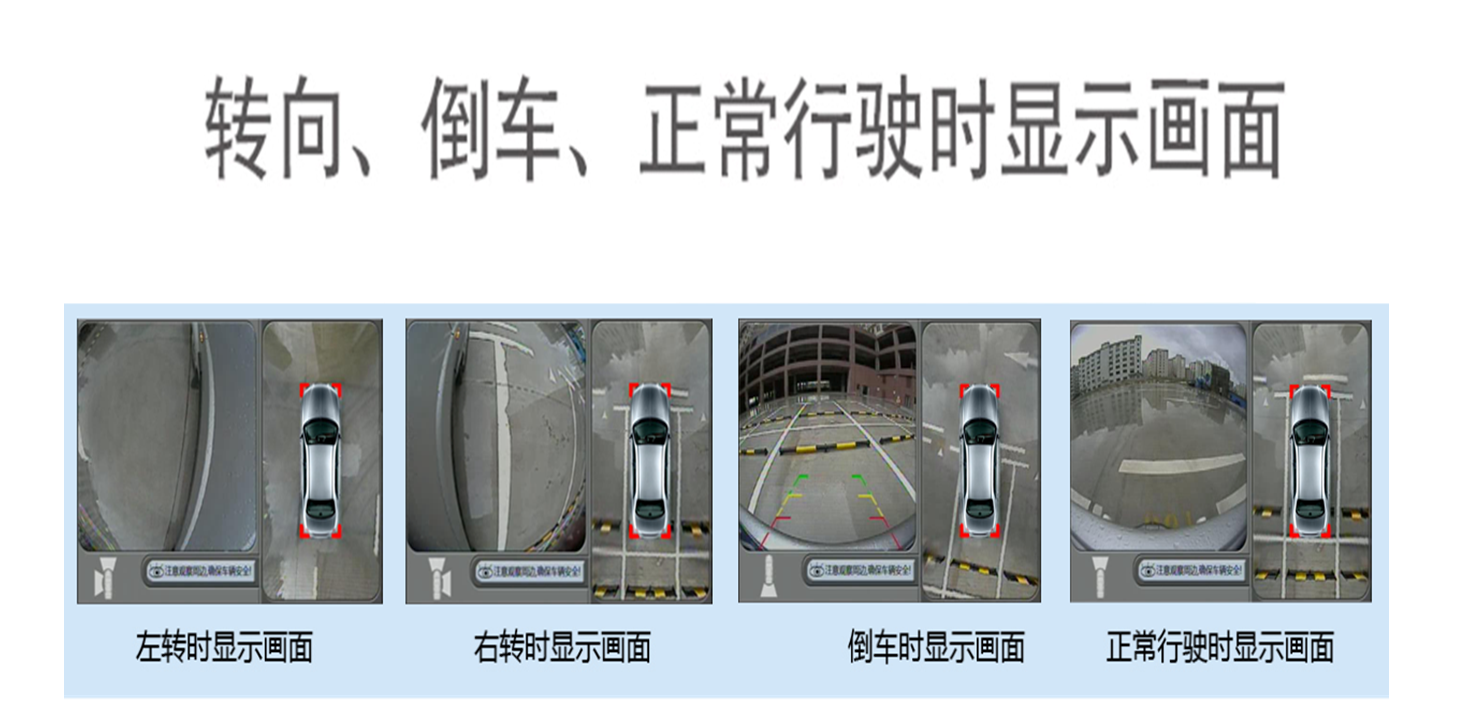 转向、倒车、正常行驶时显示画面
注意观察周边,确保车辆安全!
注意观察周边,确保车辆安全!
注意观察周边,确保车辆安全!
注意观察周边,确保车辆安全!
左转时显示画面
右转时显示画面
倒车时显示画面
正常行驶时显示画面